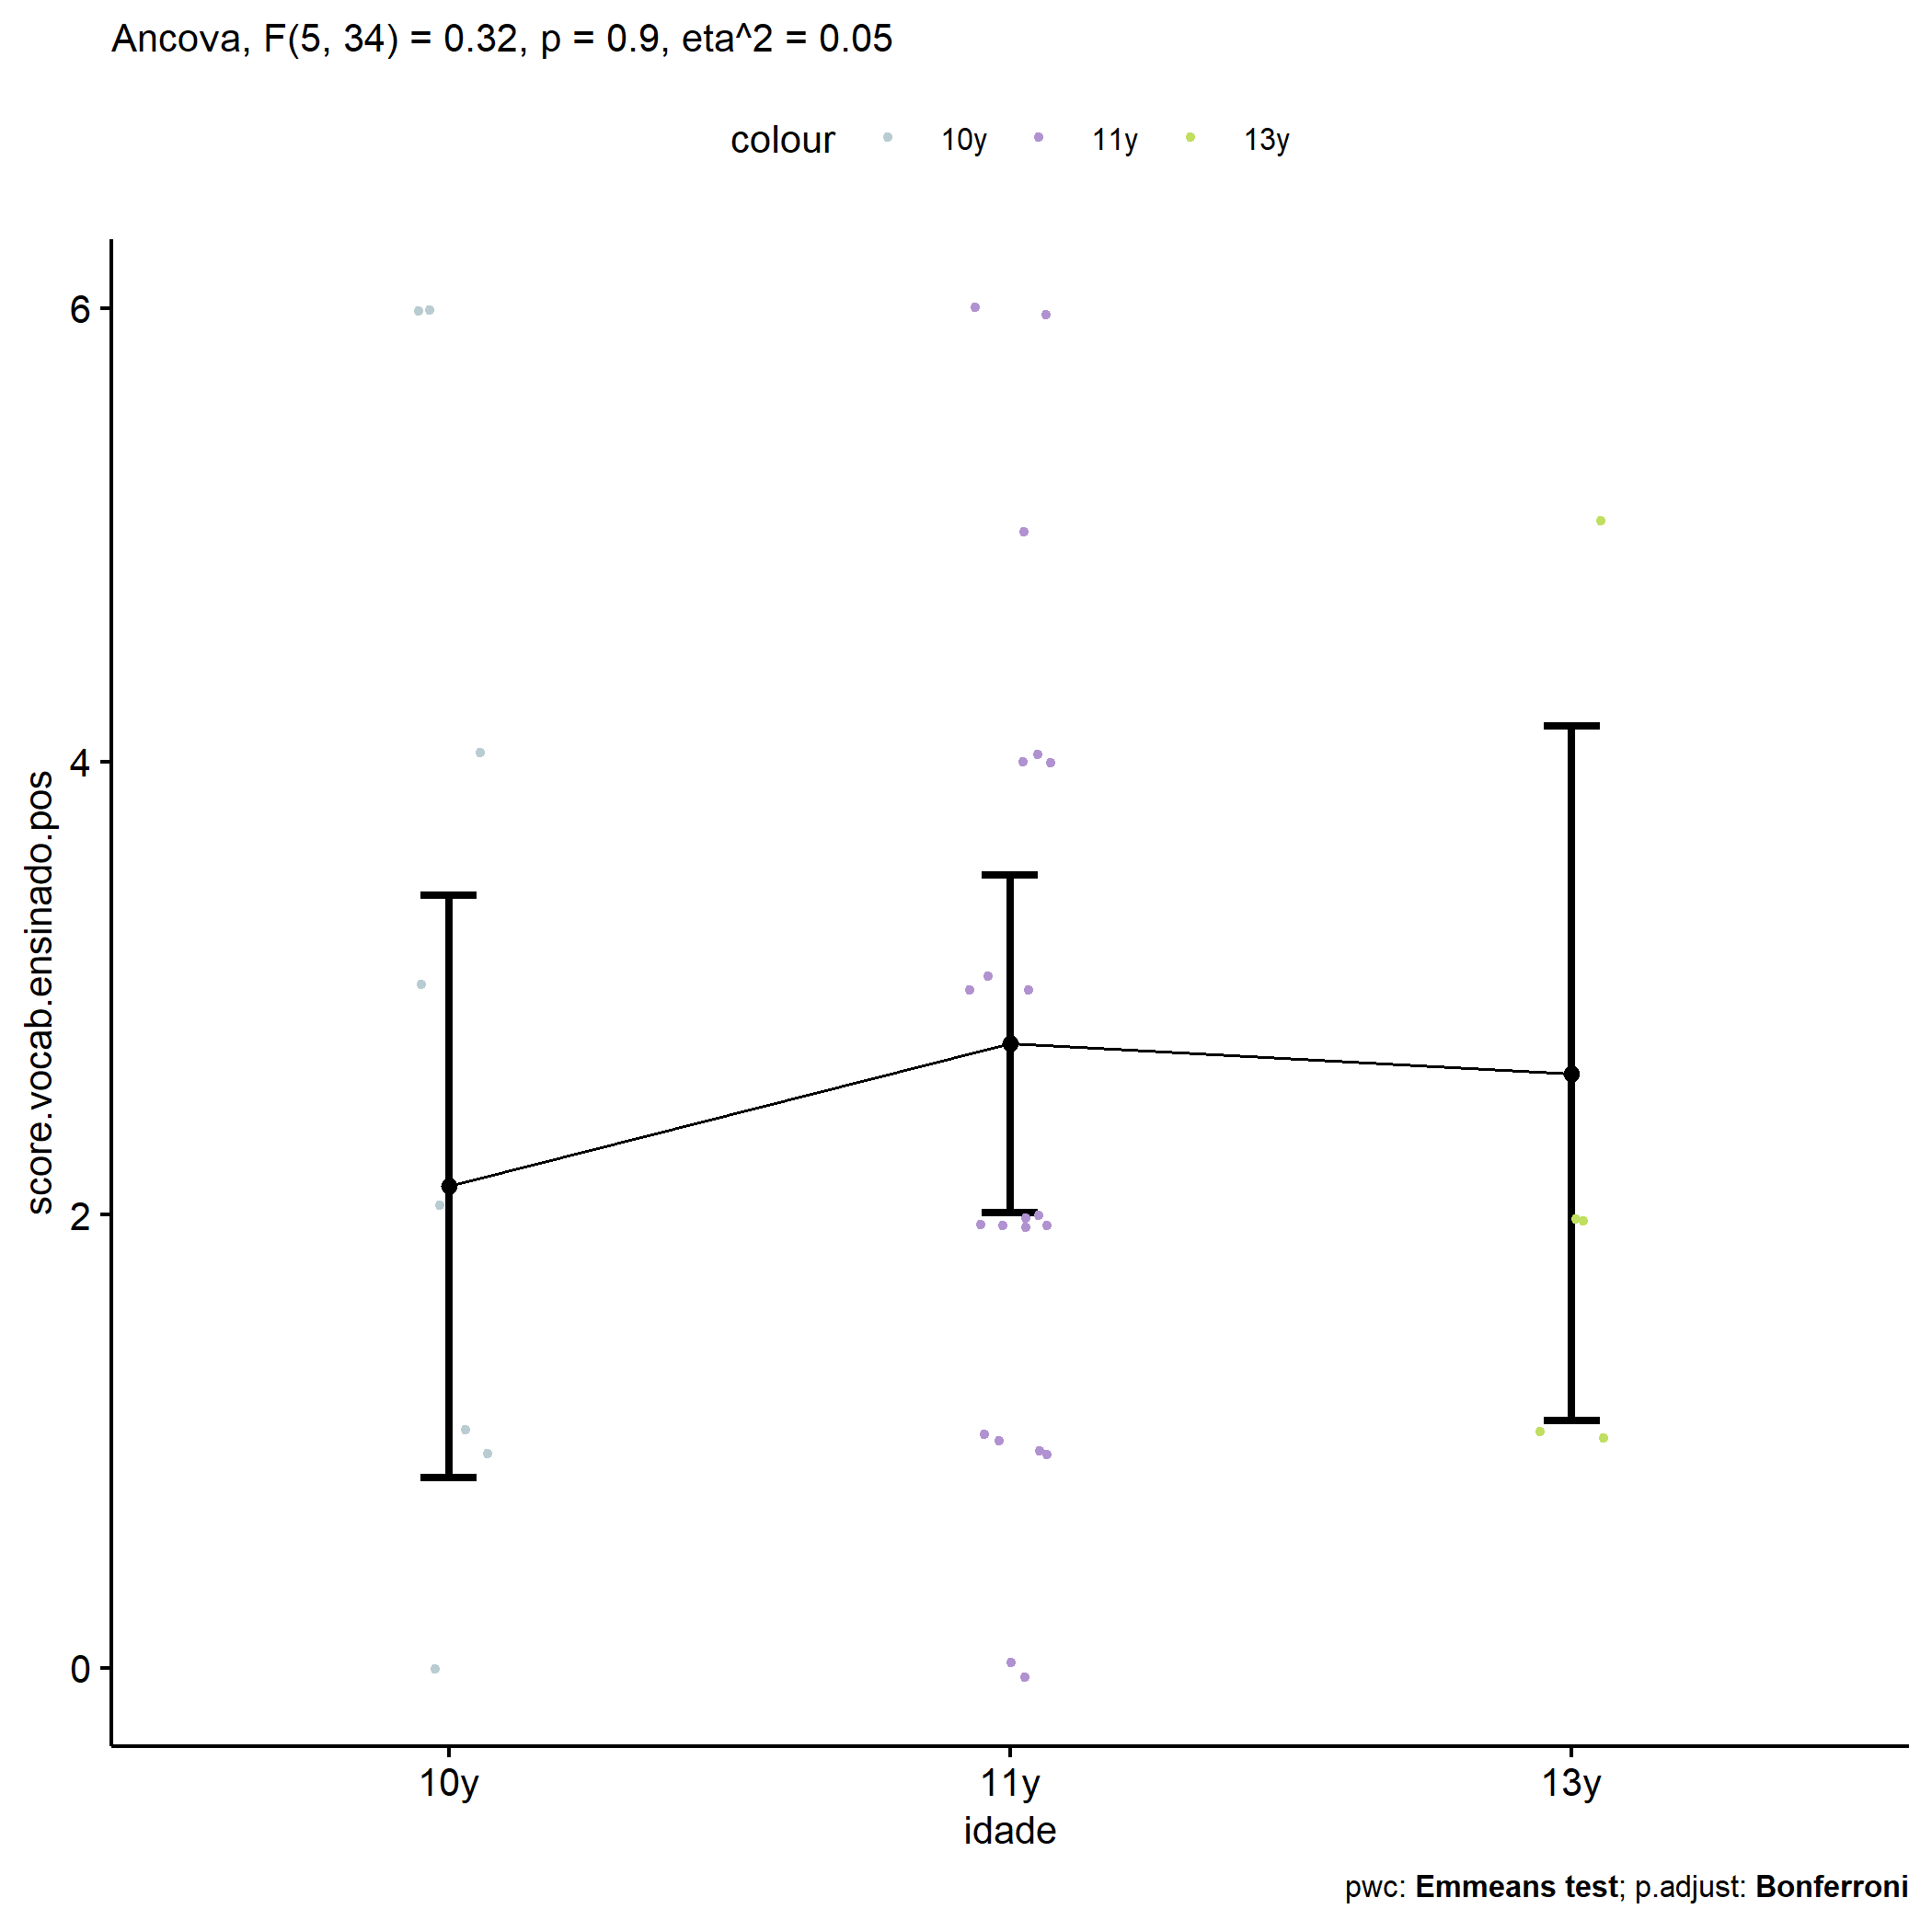 Ancova, F(5, 34) = 0.32, p = 0.9, eta^2 = 0.05
colour 10y 11y 13y
score.vocab.ensinado.pos
6
4
2
0
10y 11y 13y
idade
pwc: Emmeans test; p.adjust: Bonferroni